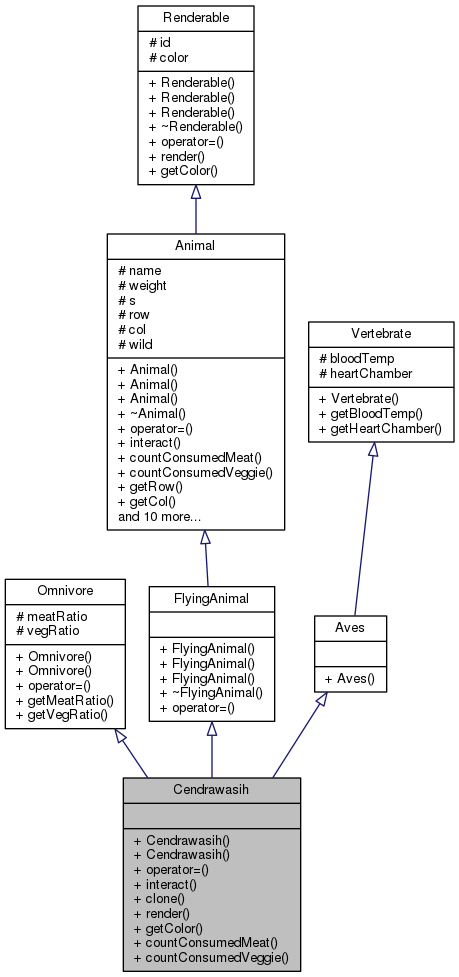 Renderable
# id
# color
+ Renderable()
+ Renderable()
+ Renderable()
+ ~Renderable()
+ operator=()
+ render()
+ getColor()
Animal
# name
# weight
# s
# row
# col
# wild
+ Animal()
+ Animal()
+ Animal()
+ ~Animal()
+ operator=()
+ interact()
+ countConsumedMeat()
+ countConsumedVeggie()
+ getRow()
+ getCol()
and 10 more...
Vertebrate
# bloodTemp
# heartChamber
+ Vertebrate()
+ getBloodTemp()
+ getHeartChamber()
Omnivore
# meatRatio
# vegRatio
+ Omnivore()
+ Omnivore()
+ operator=()
+ getMeatRatio()
+ getVegRatio()
FlyingAnimal
+ FlyingAnimal()
+ FlyingAnimal()
+ FlyingAnimal()
+ ~FlyingAnimal()
+ operator=()
Aves
+ Aves()
Cendrawasih
+ Cendrawasih()
+ Cendrawasih()
+ operator=()
+ interact()
+ clone()
+ render()
+ getColor()
+ countConsumedMeat()
+ countConsumedVeggie()